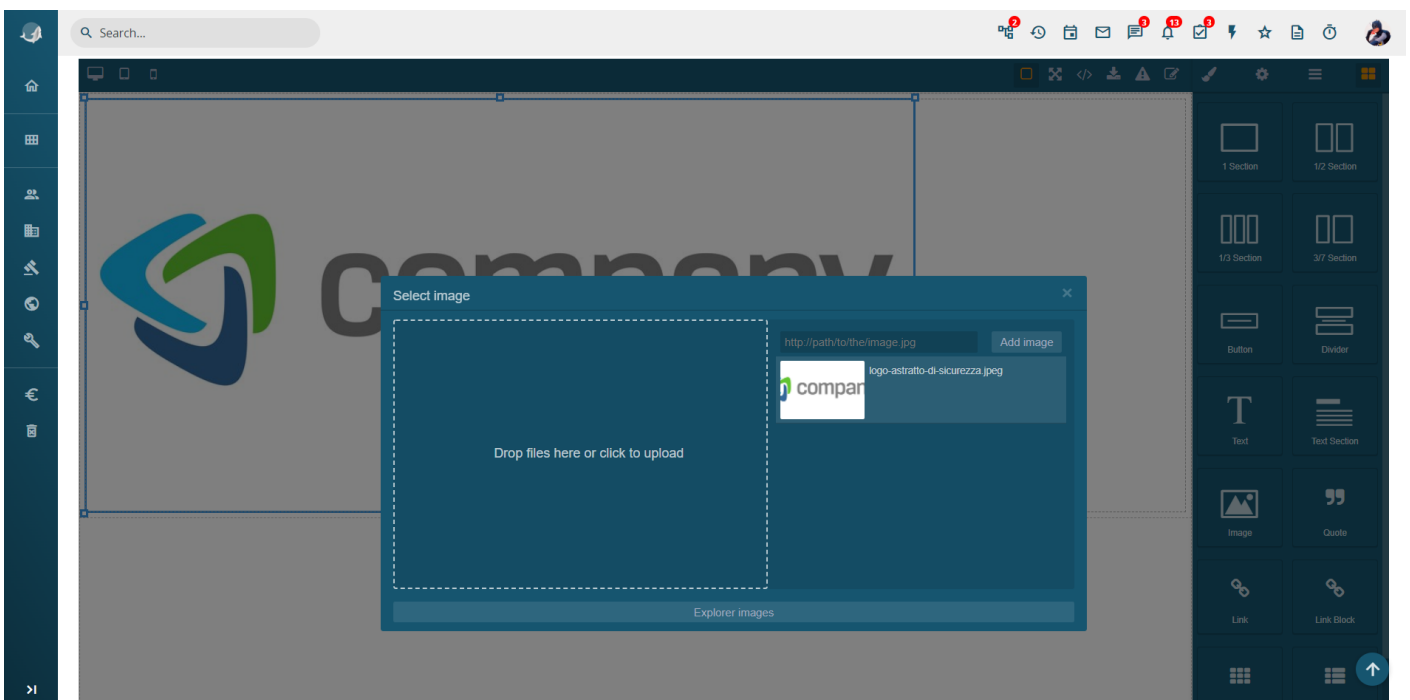 Search...
2
3
13
3
company
1 Section
1/2 Section
1/3 Section
3/7 Section
Button
Divider
Text
Text Section
Image
Quote
Link
Link Block
Select image
×
http://path/to/the/image.jpg
Add image
compan
logo-astratto-di-sicurezza.jpeg
Drop files here or click to upload
Explorer images